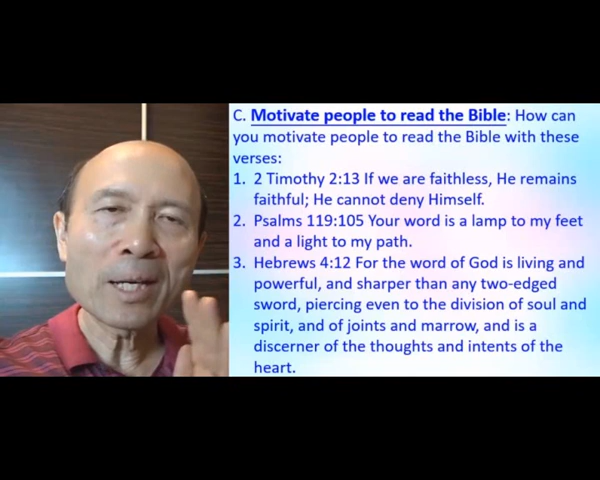 C. Motivate people to read the Bible: How can
you motivate people to read the Bible with these
verses:
1. 2 Timothy 2:13 If we are faithless, He remains
faithful; He cannot deny Himself.
2. Psalms 119:105 Your word is a lamp to my feet
and a light to my path.
3. Hebrews 4:12 For the word of God is living and
powerful, and sharper than any two-edged
sword, piercing even to the division of soul and
spirit, and of joints and marrow, and is a
discerner of the thoughts and intents of the
heart.